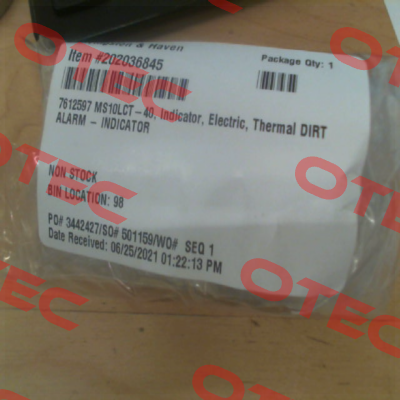 & Haven
Package Qty: 1
Item #202036845
7612597 MS10LCT-40, Indicator, Electric, Thermal DIRT
ALARM - INDICATOR
NON STOCK
BIN LOCATION: 98
PO# 3442427/SO# 501159/WO# SEQ 1
Date Received: 06/25/2021 01:22:13 PM
OTEC
OTEC
OTEC
OTEC
OTEC
OTEC